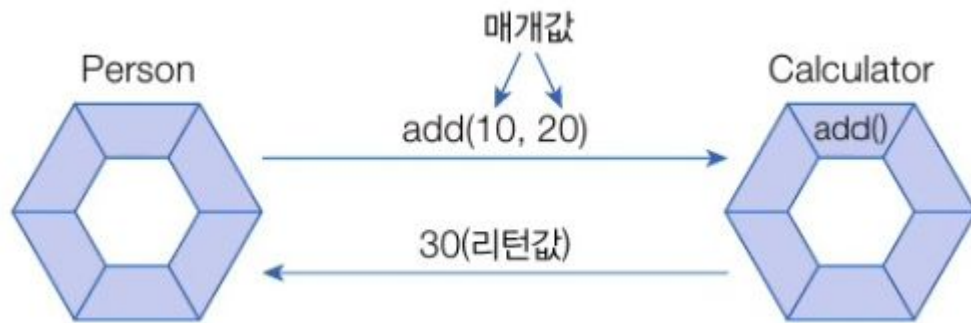 매개값
Person
Calculator
add(10, 20)
add()
30(리턴값)